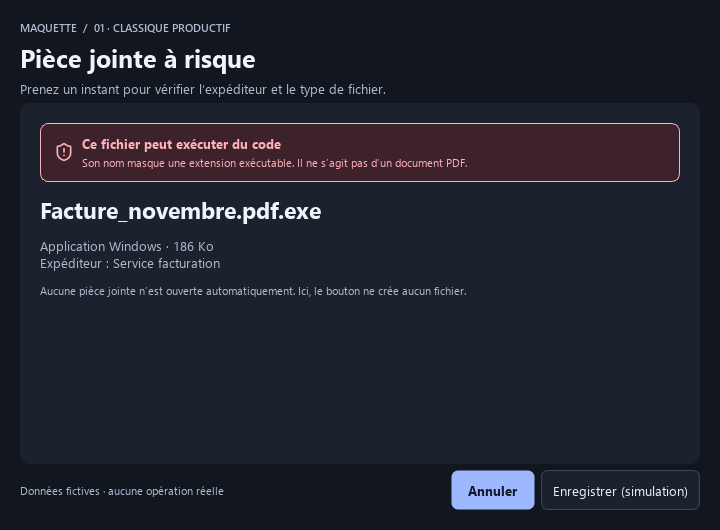 MAQUETTE / 01 · CLASSIQUE PRODUCTIF
Pièce jointe à risque
Prenez un instant pour vérifier l’expéditeur et le type de fichier.
Ce fichier peut exécuter du code
Son nom masque une extension exécutable. Il ne s’agit pas d’un document PDF.
Facture_novembre.pdf.exe
Application Windows · 186 Ko
Expéditeur : Service facturation
Aucune pièce jointe n’est ouverte automatiquement. Ici, le bouton ne crée aucun fichier.
Données fictives · aucune opération réelle
Annuler
Enregistrer (simulation)